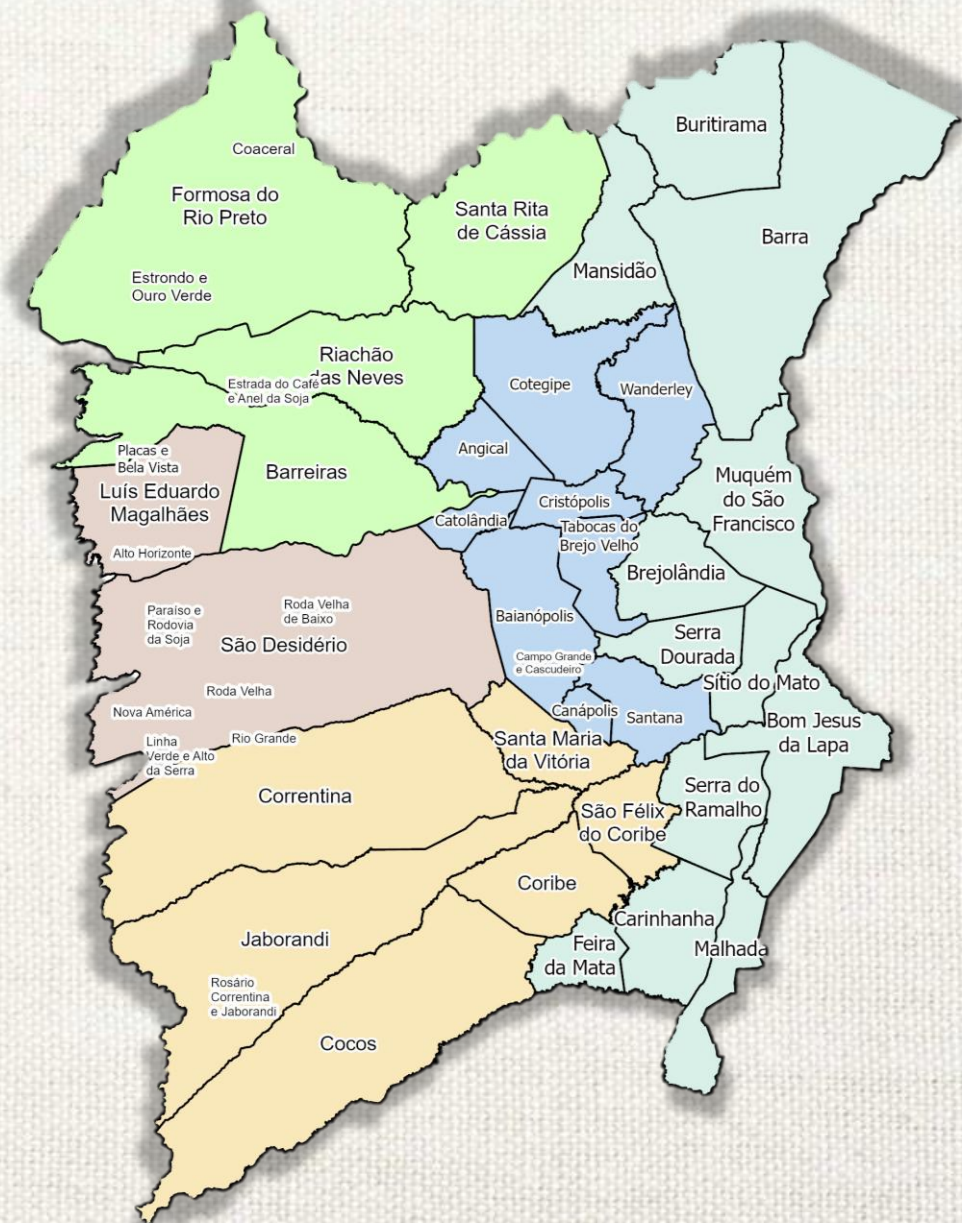 Buritirama
Coaceral
Formosa do
Rio Preto
Santa Rita
de Cássia
Barra
Mansidão
Estrondo e
Ouro Verde
Riachão
das Neves
Estrada do Café
e Anel da Soja
Cotegipe
Wanderley
Angical
Placas e
Bela Vista
Barreiras
Luís Eduardo
Magalhães
Muquém
do São
Francisco
Cristópolis
Catolândia
Tabocas do
Brejo Velho
Alto Horizonte
Brejolândia
Paraíso e
Rodovia
da Soja
Roda Velha
de Baixo
São Desidério
Baianópolis
Serra
Dourada
Campo Grande
e Cascudeiro
Sítio do Mato
Roda Velha
Nova América
Canápolis
Santana
Bom Jesus
da Lapa
Linha
Verde e Alto
da Serra
Rio Grande
Santa Maria
da Vitória
Correntina
Serra do
Ramalho
São Félix
do Coribe
Coribe
Carinhanha
Jaborandi
Feira
da Mata
Malhada
Rosário
Correntina
e Jaborandi
Cocos